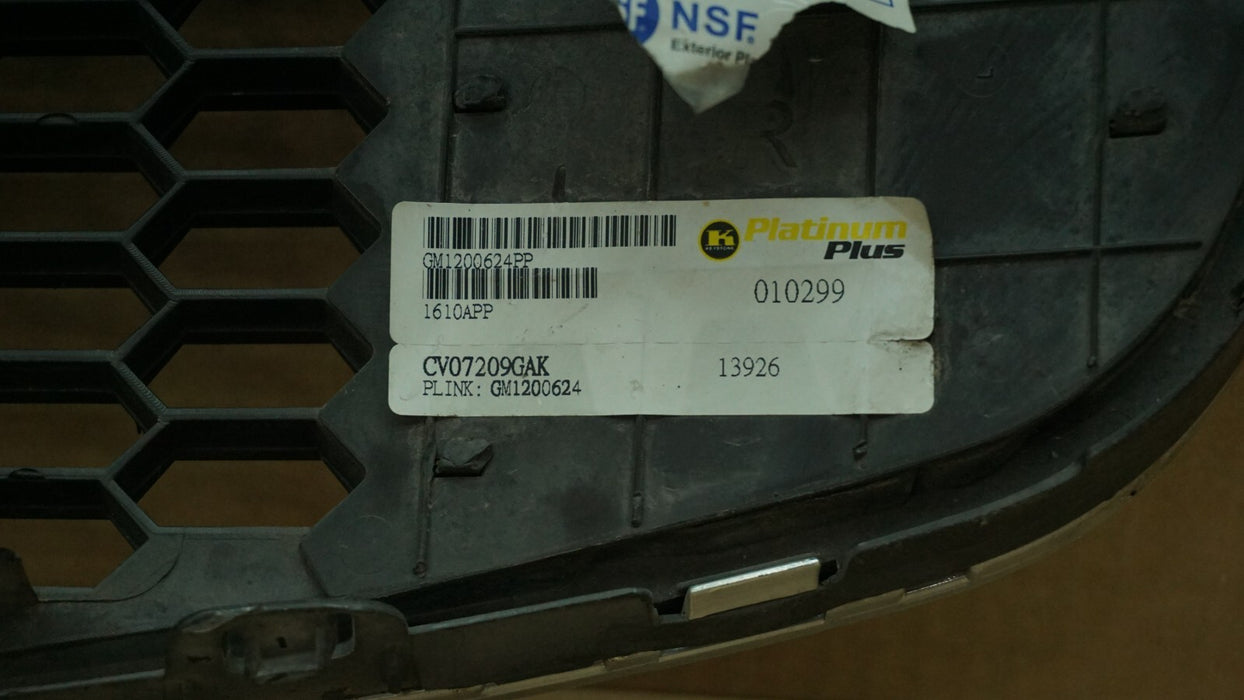 NSF
Exterior
Platinum
Plus
GM1200624PP
010299
1610APP
CV07209GAK
13926
PLINK: GM1200624